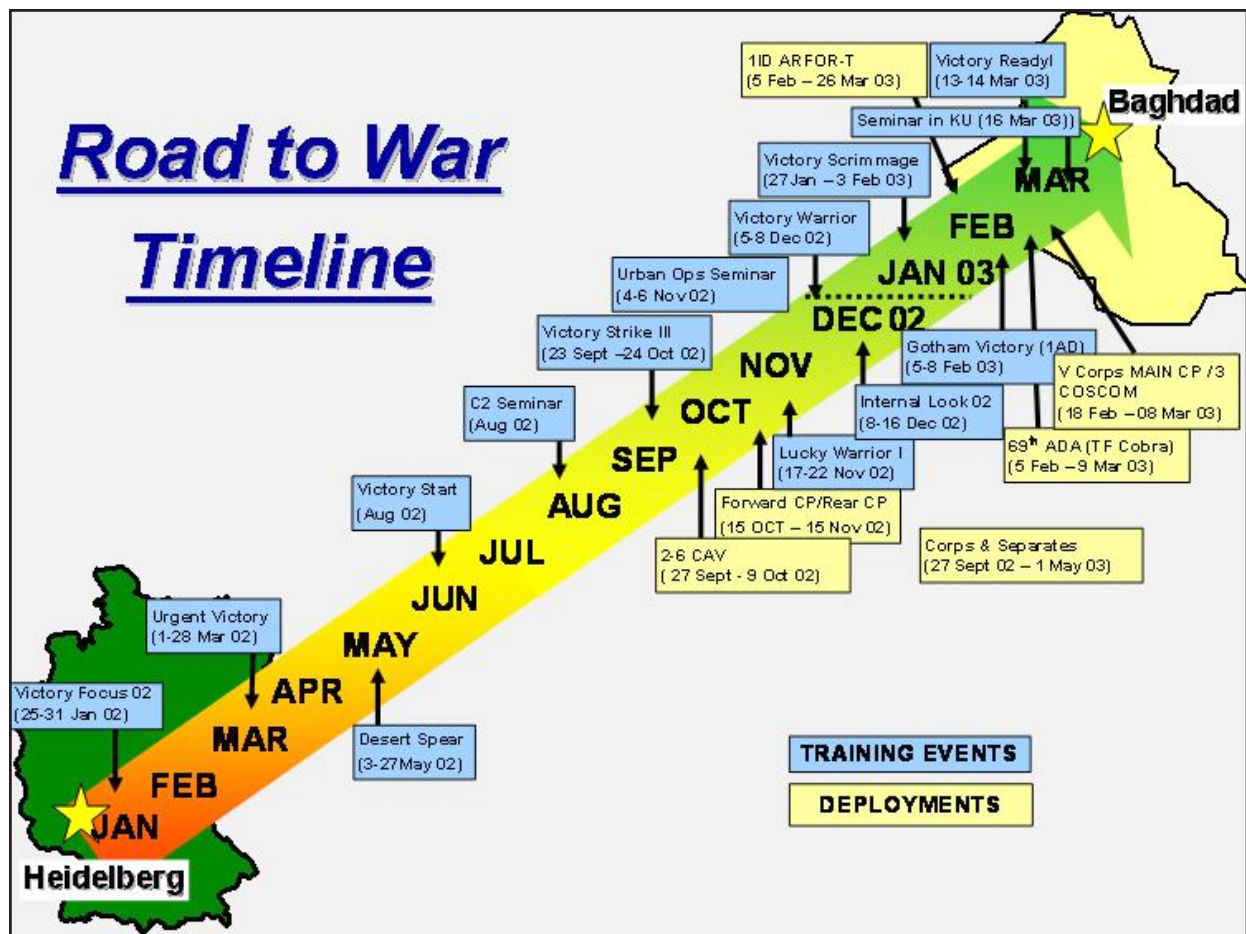 Road to War
Timeline
1ID ARFOR-T
(5 Feb – 26 Mar 03)
Victory ReadyI
(13-14 Mar 03)
Baghdad
Seminar in KU (16 Mar 03))
Victory Scrimmage
(27Jan – 3 Feb 03)
MAR
Victory Warrior
(5-8 Dec 02)
FEB
Urban Ops Seminar
(4-6 Nov 02)
JAN 03
Victory Strike III
(23 Sept –24 Oct 02)
DEC 02
Gotham Victory (1AD)
(5-8 Feb 03)
V Corps MAIN CP /3
COSCOM
(18 Feb –08 Mar 03)
NOV
C2 Seminar
(Aug 02)
OCT
Internal Look 02
(8-16 Dec 02)
69th ADA (TF Cobra)
(5 Feb –9 Mar 03)
SEP
Lucky Warrior I
(17-22 Nov 02)
Victory Start
(Aug 02)
AUG
Forward CP/Rear CP
(15 OCT – 15 Nov 02)
JUL
2-6 CAV
( 27 Sept - 9 Oct 02)
Corps & Separates
(27 Sept 02 – 1 May 03)
JUN
Urgent Victory
(1-28 Mar 02)
MAY
APR
Victory Focus 02
(25-31 Jan 02)
MAR
Desert Spear
(3-27May 02)
FEB
JAN
TRAINING EVENTS
DEPLOYMENTS
Heidelberg